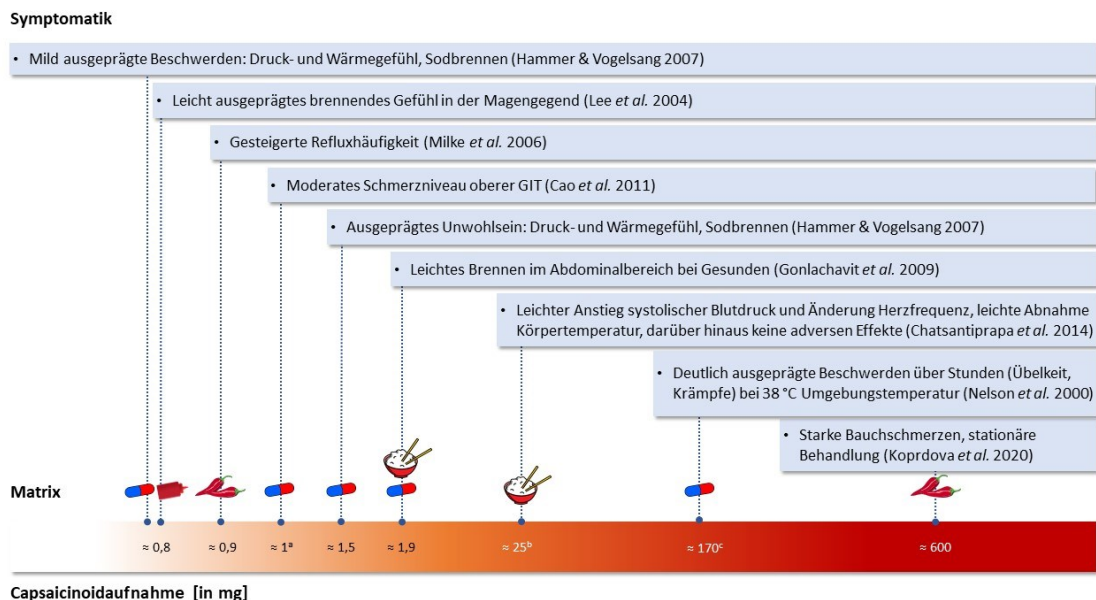 Symptomatik
• Mild ausgeprägte Beschwerden: Druck- und Wärmegefühl, Sodbrennen (Hammer & Vogelsang 2007)
• Leicht ausgeprägtes brennendes Gefühl in der Magengegend (Lee et al. 2004)
• Gesteigerte Refluxhäufigkeit (Milke et al. 2006)
• Moderates Schmerzniveau oberer GIT (Cao et al. 2011)
• Ausgeprägtes Unwohlsein: Druck- und Wärmegefühl, Sodbrennen (Hammer & Vogelsang 2007)
• Leichtes Brennen im Abdominalbereich bei Gesunden (Gonlachavit et al. 2009)
• Leichter Anstieg systolischer Blutdruck und Änderung Herzfrequenz, leichte Abnahme
Körpertemperatur, darüber hinaus keine adversen Effekte (Chatsantiprapa et al. 2014)
• Deutlich ausgeprägte Beschwerden über Stunden (Übelkeit,
Krämpfe) bei 38 °C Umgebungstemperatur (Nelson et al. 2000)
• Starke Bauchschmerzen, stationäre
Behandlung (Koprdova et al. 2020)
Matrix
≈ 0,8 ≈ 0,9 ≈ 1ᵃ ≈ 1,5 ≈ 1,9 ≈ 25ᵇ ≈ 170ᶜ ≈ 600
Capsaicinoidaufnahme [in mg]